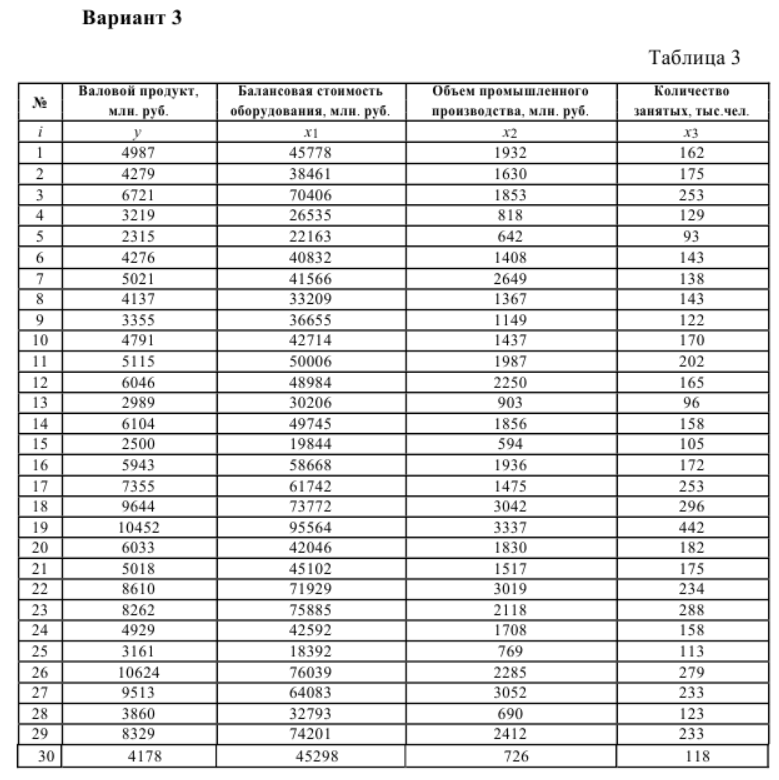 Вариант 3
Таблица 3
№ Валовой продукт, млн. руб. Балансовая стоимость оборудования, млн. руб. Объем промышленного производства, млн. руб. Количество занятых, тыс.чел.
i y x1 x2 x3
1 4987 45778 1932 162
2 4279 38461 1630 175
3 6721 70406 1853 253
4 3219 26535 818 129
5 2315 22163 642 93
6 4276 40832 1408 143
7 5021 41566 2649 138
8 4137 33209 1367 143
9 3355 36655 1149 122
10 4791 42714 1437 170
11 5115 50006 1987 202
12 6046 48984 2250 165
13 2989 30206 903 96
14 6104 49745 1856 158
15 2500 19844 594 105
16 5943 58668 1936 172
17 7355 61742 1475 253
18 9644 73772 3042 296
19 10452 95564 3337 442
20 6033 42046 1830 182
21 5018 45102 1517 175
22 8610 71929 3019 234
23 8262 75885 2118 288
24 4929 42592 1708 158
25 3161 18392 769 113
26 10624 76039 2285 279
27 9513 64083 3052 233
28 3860 32793 690 123
29 8329 74201 2412 233
30 4178 45298 726 118